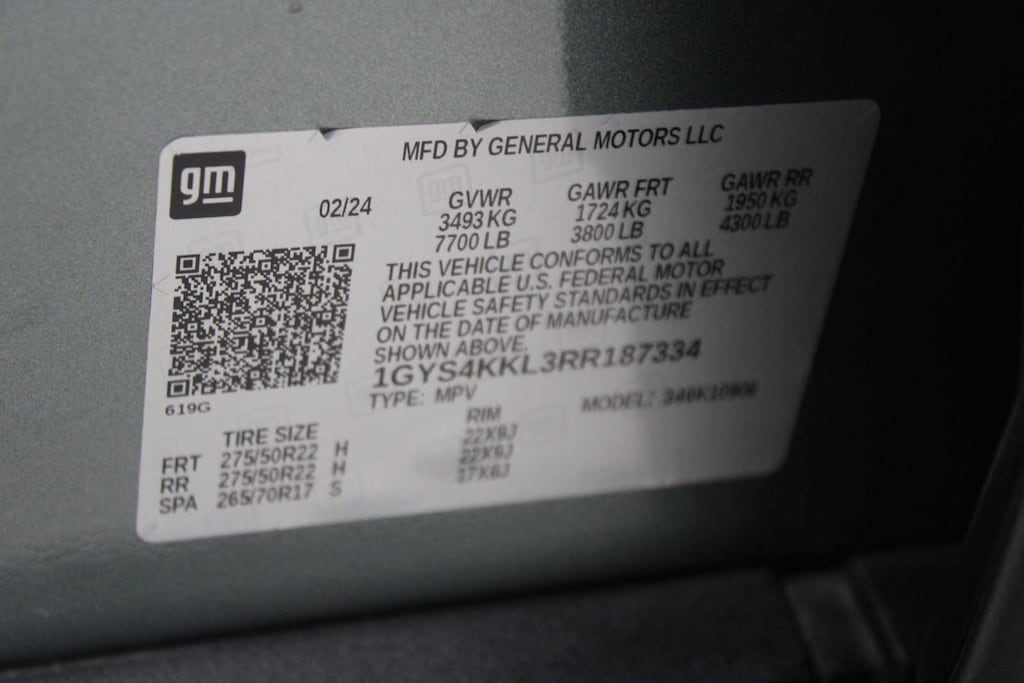 gm
MFD BY GENERAL MOTORS LLC
02/24
GVWR GAWR FRT GAWR RR
3493 KG 1724 KG 1950 KG
7700 LB 3800 LB 4300 LB
THIS VEHICLE CONFORMS TO ALL
APPLICABLE U.S. FEDERAL MOTOR
VEHICLE SAFETY STANDARDS IN EFFECT
ON THE DATE OF MANUFACTURE
SHOWN ABOVE.
1GYS4KKL3RR187334
619G
TYPE: MPV MODEL:
TIRE SIZE RIM
FRT 275/50R22 H 22X9J
RR 275/50R22 H 22X9J
SPA 265/70R17 S